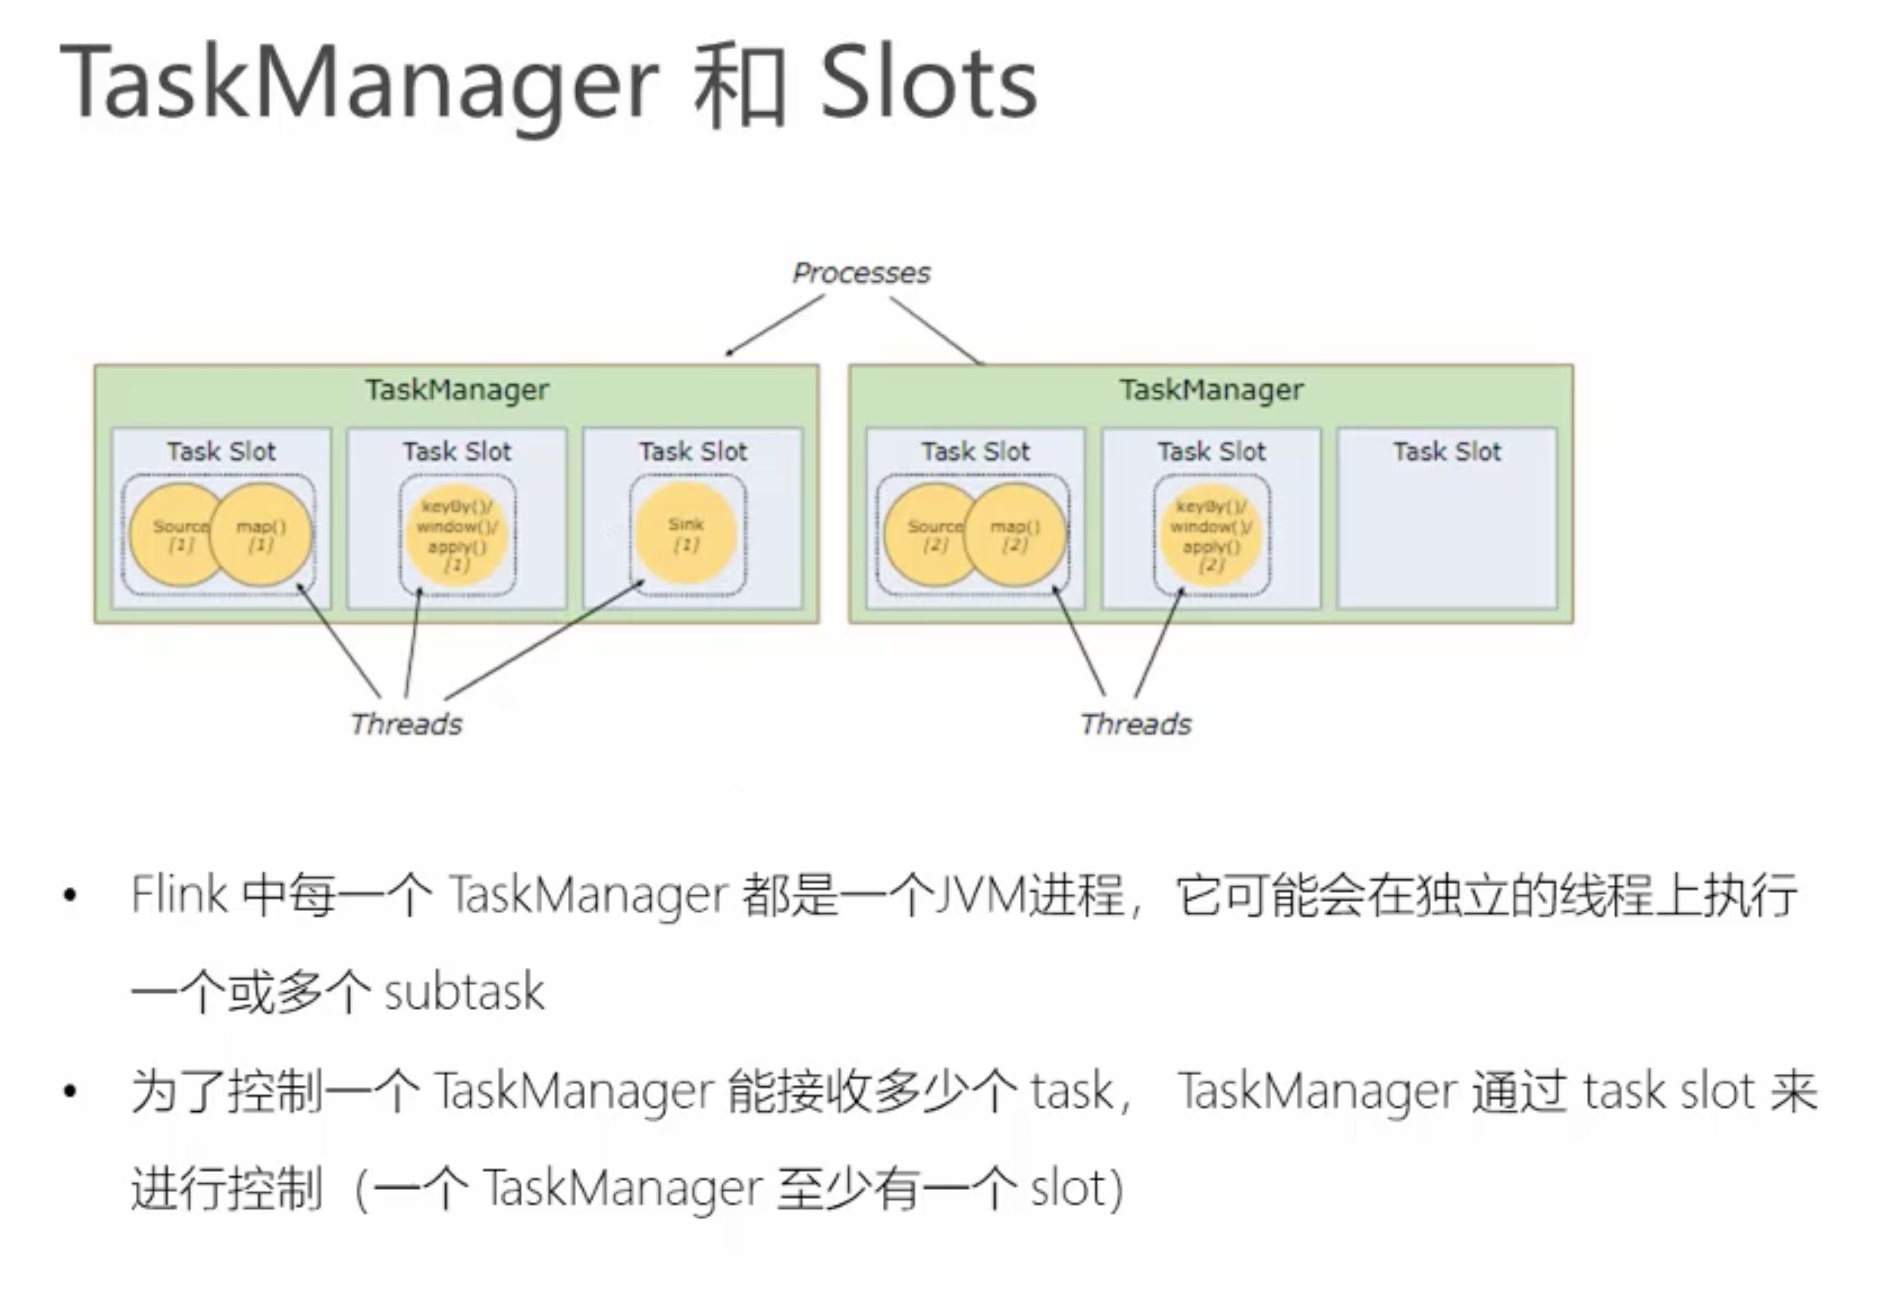 TaskManager 和 Slots
Processes
TaskManager
Task Slot
Source
[1]
map()
[1]
Task Slot
keyBy()/
window()/
apply()
[1]
Task Slot
Sink
[1]
Threads
TaskManager
Task Slot
Source
[2]
map()
[2]
Task Slot
keyBy()/
window()/
apply()
[2]
Task Slot
Threads
• Flink 中每一个 TaskManager 都是一个JVM进程，它可能会在独立的线程上执行
一个或多个 subtask
• 为了控制一个 TaskManager 能接收多少个 task， TaskManager 通过 task slot 来
进行控制（一个 TaskManager 至少有一个 slot）